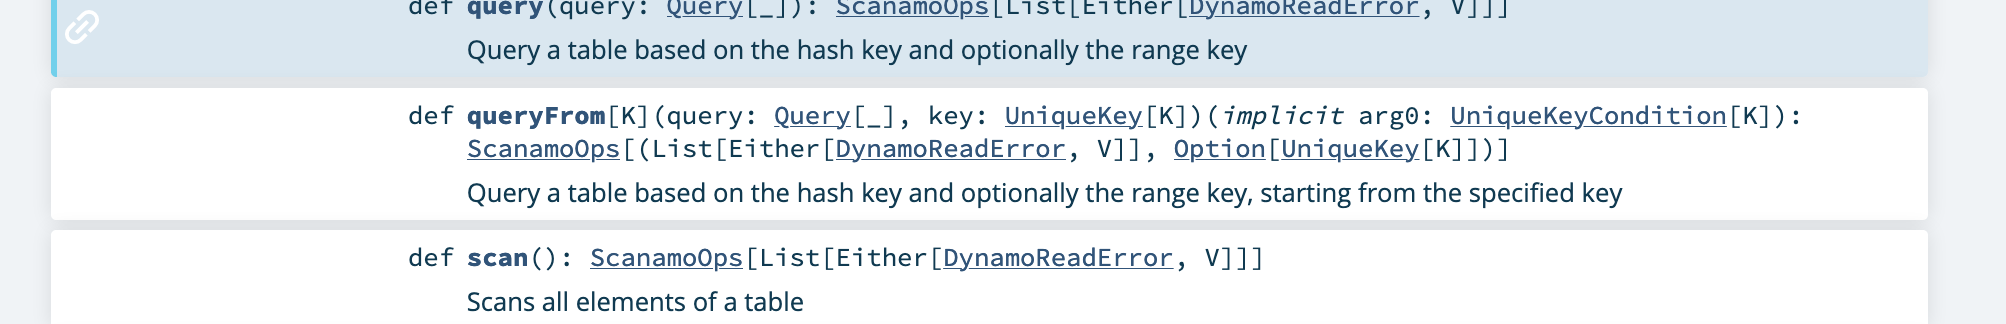 def query(query: Query[_]): ScanamoOps[List[Either[DynamoReadError, V]]]
Query a table based on the hash key and optionally the range key
def queryFrom[K](query: Query[_], key: UniqueKey[K])(implicit arg0: UniqueKeyCondition[K]):
ScanamoOps[(List[Either[DynamoReadError, V]], Option[UniqueKey[K]])]
Query a table based on the hash key and optionally the range key, starting from the specified key
def scan(): ScanamoOps[List[Either[DynamoReadError, V]]]
Scans all elements of a table